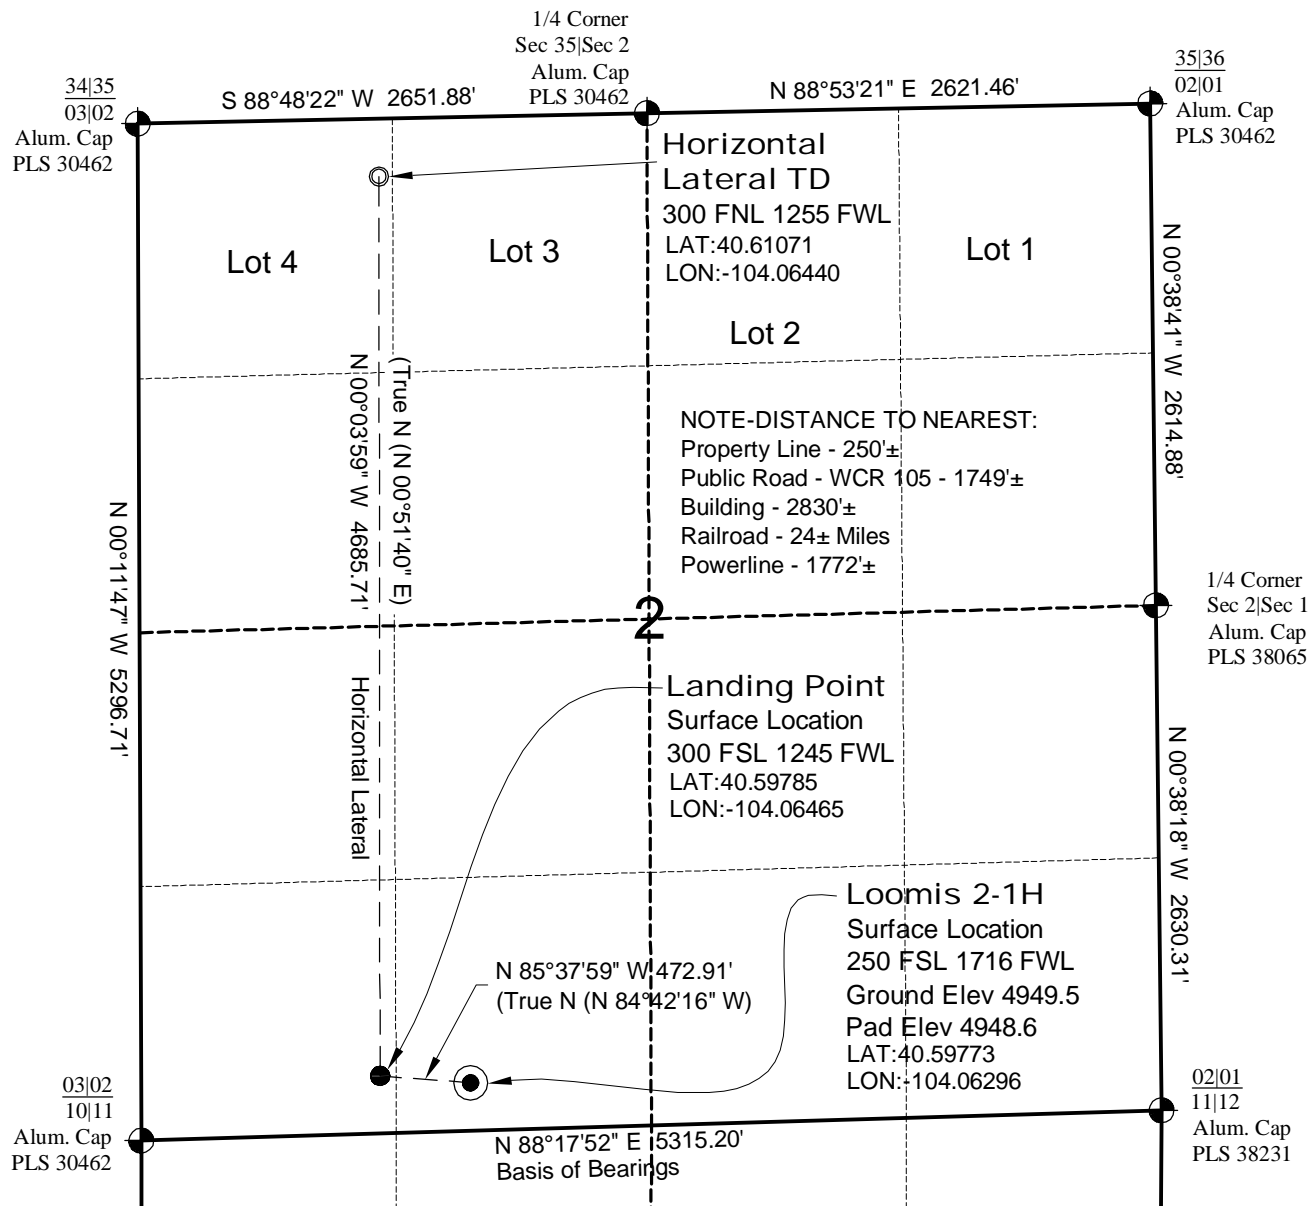 1/4 Corner
Sec 35|Sec 2
Alum. Cap
PLS 30462
34|35
03|02
Alum. Cap
PLS 30462
S 88°48'22" W 2651.88'
N 88°53'21" E 2621.46'
35|36
02|01
Alum. Cap
PLS 30462
Horizontal
Lateral TD
300 FNL 1255 FWL
LAT:40.61071
LON:-104.06440
Lot 4
Lot 3
Lot 1
Lot 2
N 00°38'41" W 2614.88'
(True N (N 00°51'40" E)
N 00°03'59" W 4685.71'
Horizontal Lateral
NOTE-DISTANCE TO NEAREST:
Property Line - 250'±
Public Road - WCR 105 - 1749'±
Building - 2830'±
Railroad - 24± Miles
Powerline - 1772'±
N 00°11'47" W 5296.71'
2
1/4 Corner
Sec 2|Sec 1
Alum. Cap
PLS 38065
Landing Point
Surface Location
300 FSL 1245 FWL
LAT:40.59785
LON:-104.06465
N 00°38'18" W 2630.31'
Loomis 2-1H
Surface Location
250 FSL 1716 FWL
Ground Elev 4949.5
Pad Elev 4948.6
LAT:40.59773
LON:-104.06296
N 85°37'59" W 472.91'
(True N (N 84°42'16" W)
03|02
10|11
Alum. Cap
PLS 30462
N 88°17'52" E 5315.20'
Basis of Bearings
02|01
11|12
Alum. Cap
PLS 38231